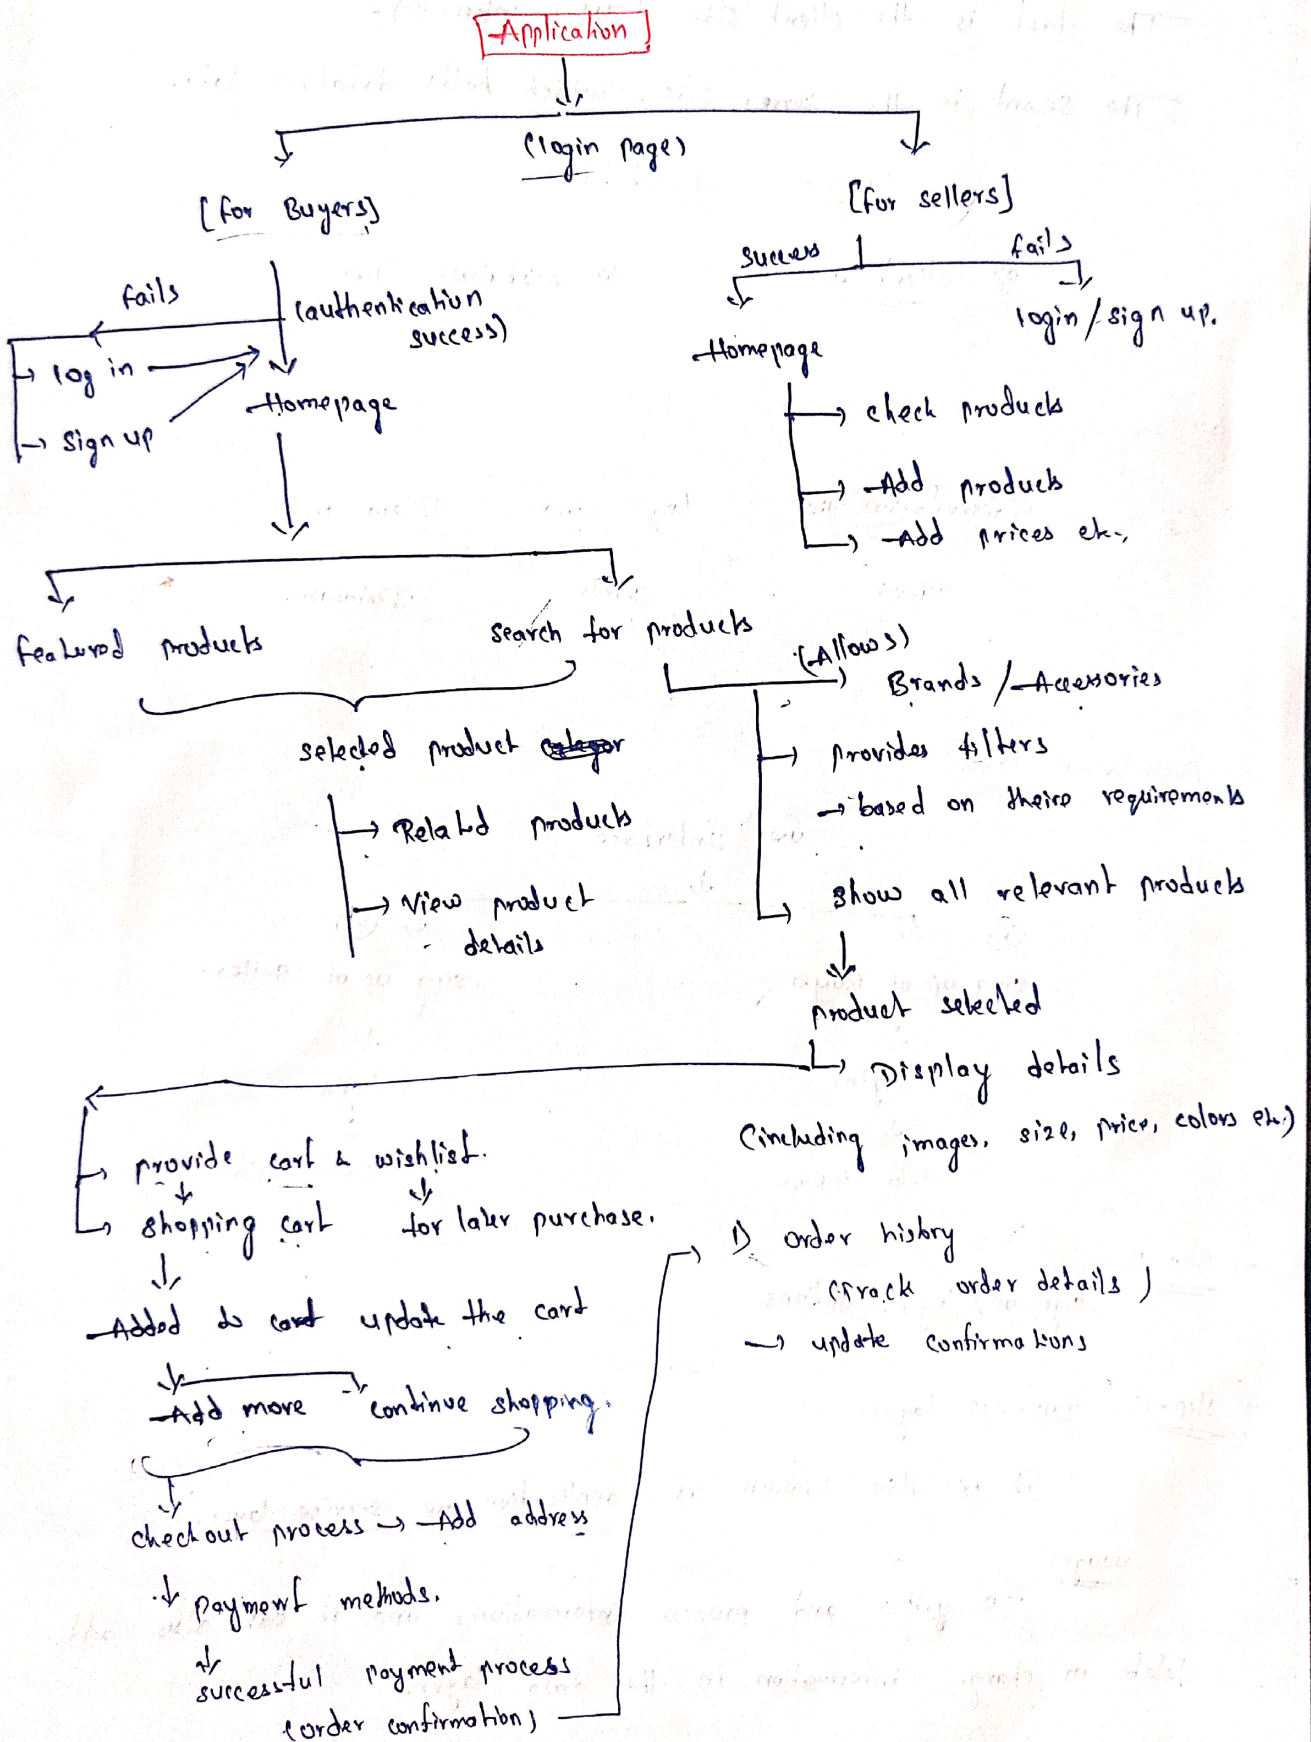 Application
(login page)
[for Buyers]
[for sellers]
success
fails
fails
(authentication
success)
login / sign up.
log in
Homepage
Homepage
sign up
check products
Add products
Add prices etc.,
featured products
search for products
(Allows)
Brands / Accessories
selected product
provides filters
→ based on theire requirements
Related products
show all relevant products
View product
details
product selected
Display details
(including images, size, price, colors etc.)
provide cart & wishlist.
shopping cart
for later purchase.
1) order history
(Track order details)
Added to cart update the cart
→ update confirmations
Add more
continue shopping.
check out process → Add address
payment methods.
successful payment process
(order confirmation)